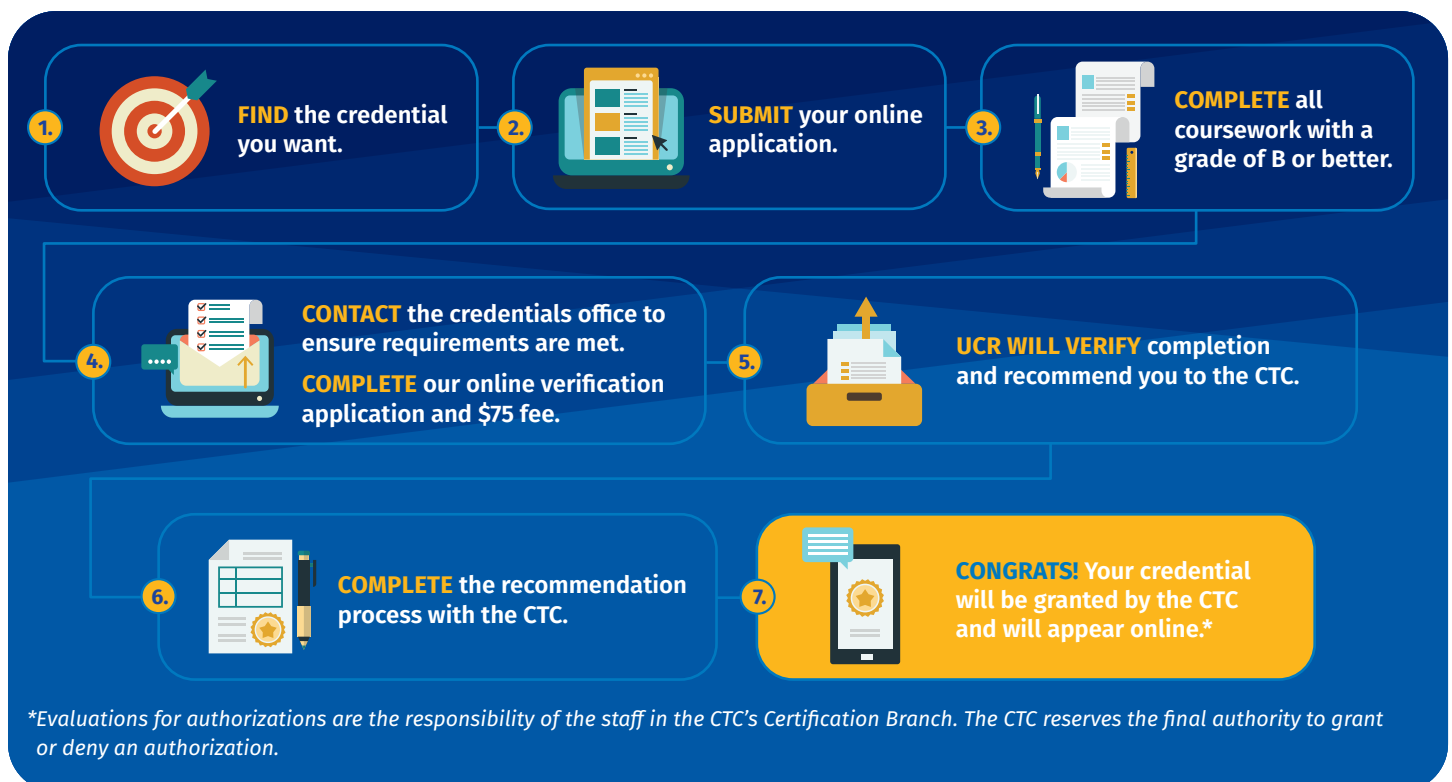 1.
FIND the credential
you want.
2.
SUBMIT your online
application.
3.
COMPLETE all
coursework with a
grade of B or better.
4.
CONTACT the credentials office to
ensure requirements are met.
COMPLETE our online verification
application and $75 fee.
5.
UCR WILL VERIFY completion
and recommend you to the CTC.
6.
COMPLETE the recommendation
process with the CTC.
7.
CONGRATS! Your credential
will be granted by the CTC
and will appear online.*
*Evaluations for authorizations are the responsibility of the staff in the CTC’s Certification Branch. The CTC reserves the final authority to grant
or deny an authorization.